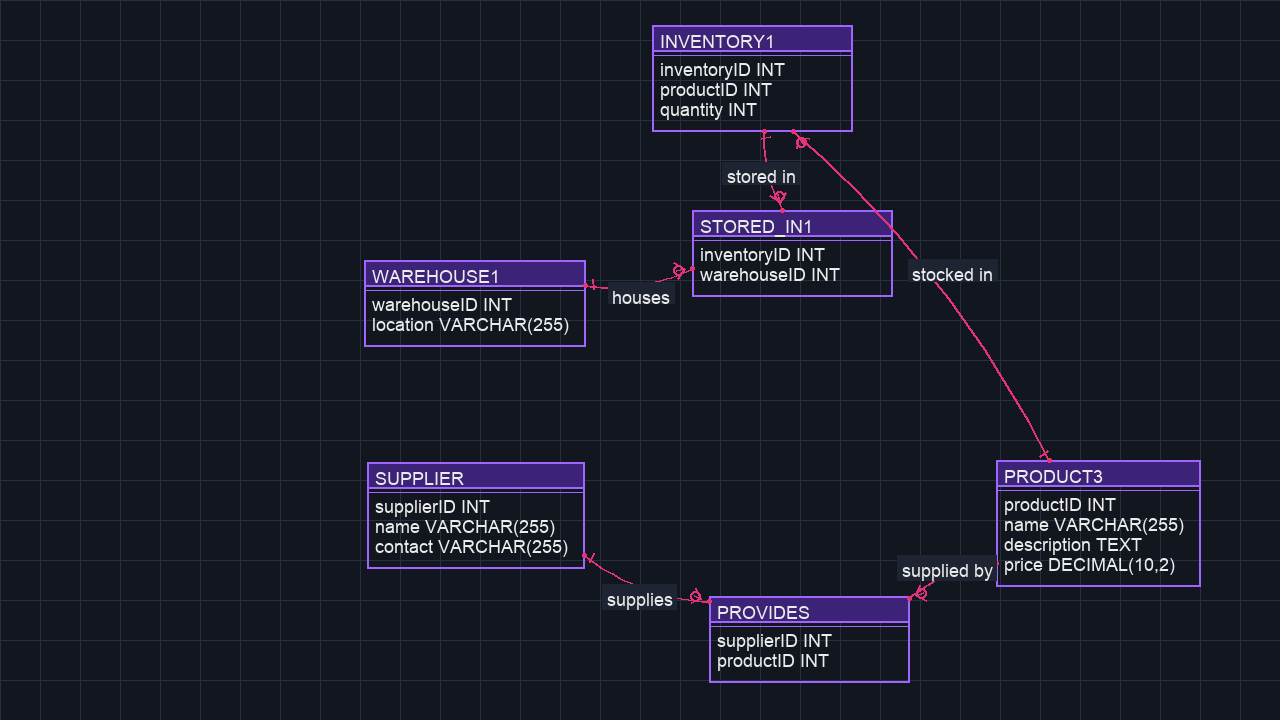 INVENTORY1
inventoryID INT
productID INT
quantity INT
stored in
STORED_IN1
inventoryID INT
warehouseID INT
stocked in
WAREHOUSE1
warehouseID INT
location VARCHAR(255)
houses
SUPPLIER
supplierID INT
name VARCHAR(255)
contact VARCHAR(255)
PRODUCT3
productID INT
name VARCHAR(255)
description TEXT
price DECIMAL(10,2)
supplied by
supplies
PROVIDES
supplierID INT
productID INT